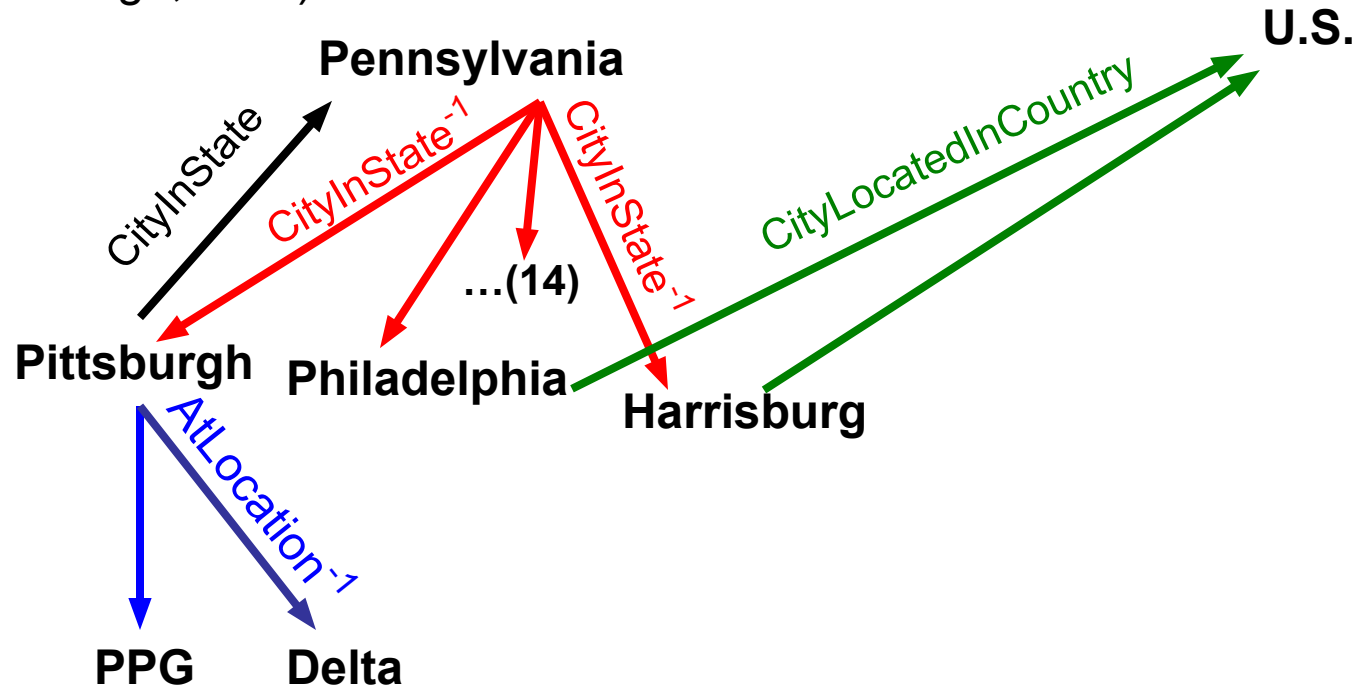 U.S.
Pennsylvania
CityInState
CityInState-1
CityInState-1
CityLocatedInCountry
...(14)
Pittsburgh
Philadelphia
Harrisburg
AtLocation-1
PPG
Delta